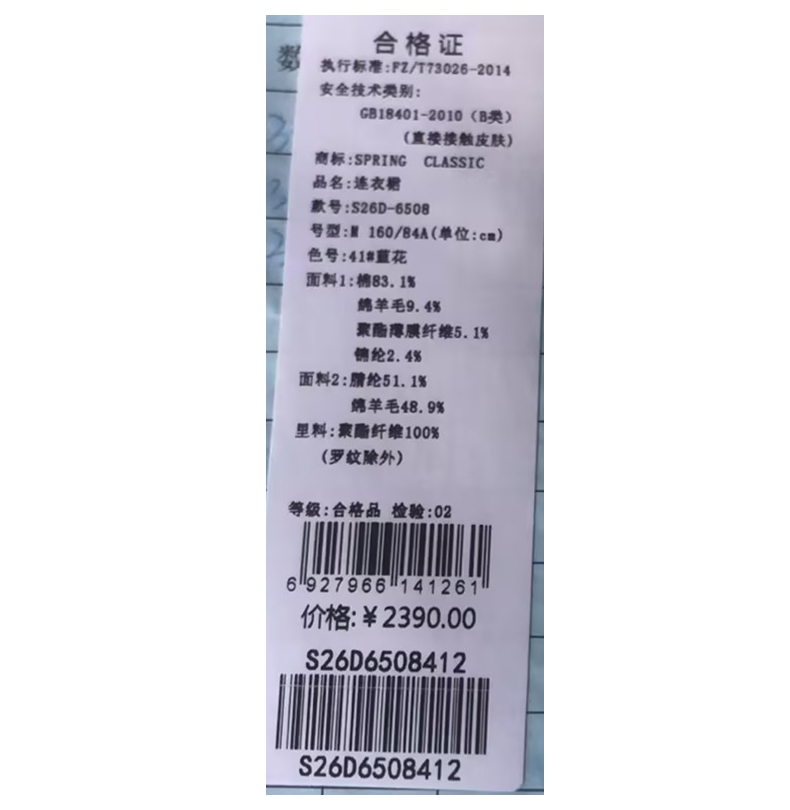 数
合格证
执行标准:FZ/T73026-2014
安全技术类别:
GB18401-2010（B类）
(直接接触皮肤)
商标:SPRING CLASSIC
品名:连衣裙
款号:S26D-6508
号型:M 160/84A(单位:cm)
色号:41#蓝花
面料1:棉83.1%
绵羊毛9.4%
聚酯薄膜纤维5.1%
锦纶2.4%
面料2:腈纶51.1%
绵羊毛48.9%
里料:聚酯纤维100%
(罗纹除外)
等级:合格品 检验:02
6 927966 141261
价格:¥2390.00
S26D6508412
S26D6508412